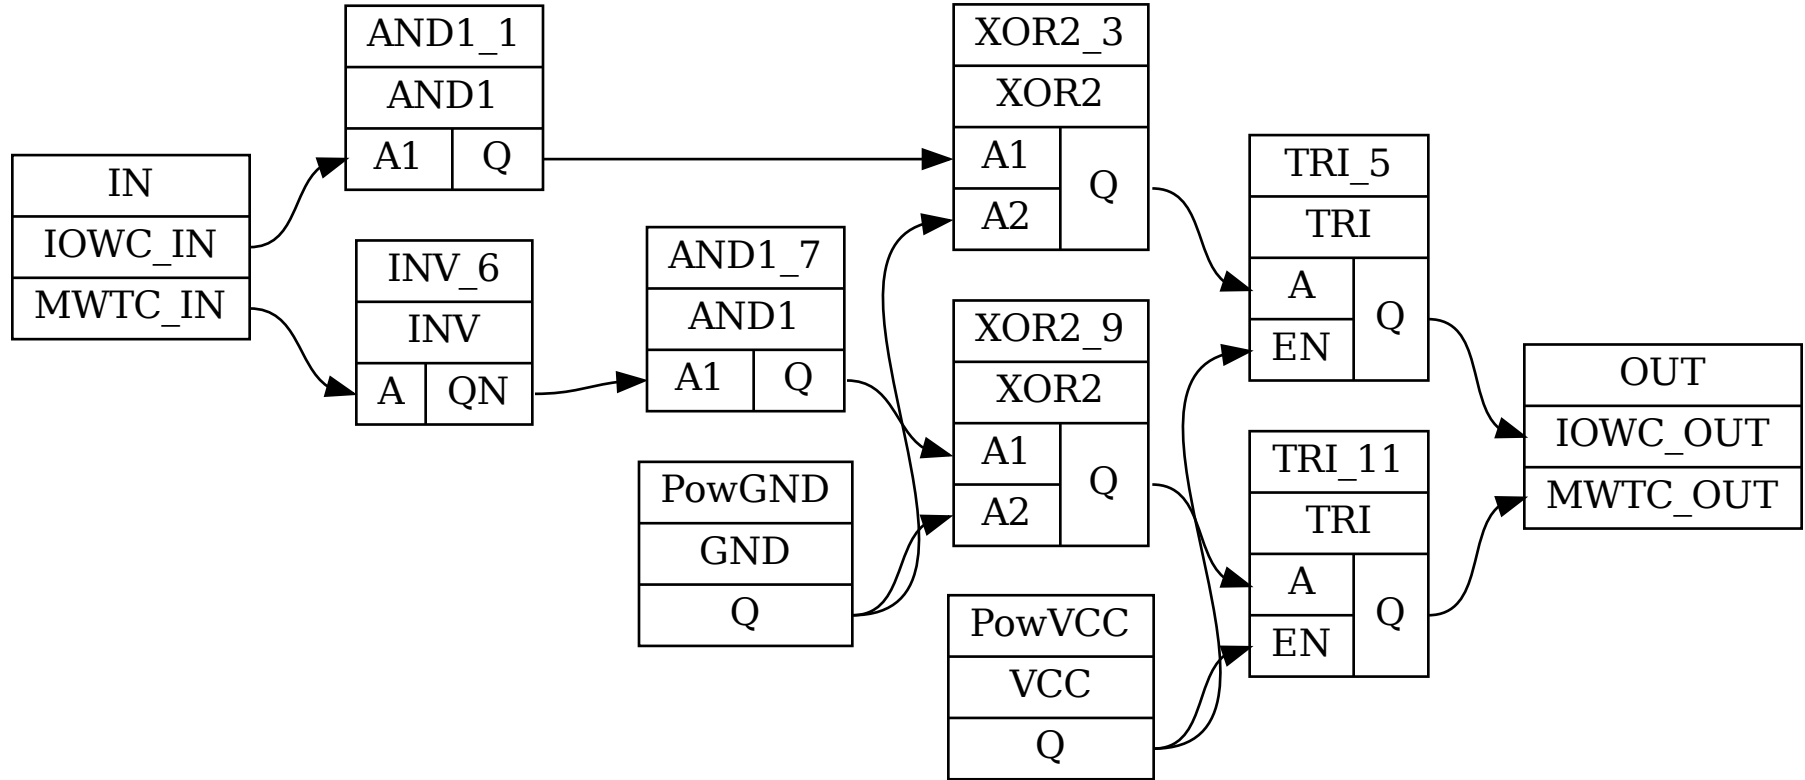 IN
IOWC_IN
MWTC_IN
AND1_1
AND1
A1 Q
INV_6
INV
A QN
AND1_7
AND1
A1 Q
PowGND
GND
Q
XOR2_3
XOR2
A1
Q
A2
XOR2_9
XOR2
A1
Q
A2
PowVCC
VCC
Q
TRI_5
TRI
A
Q
EN
TRI_11
TRI
A
Q
EN
OUT
IOWC_OUT
MWTC_OUT